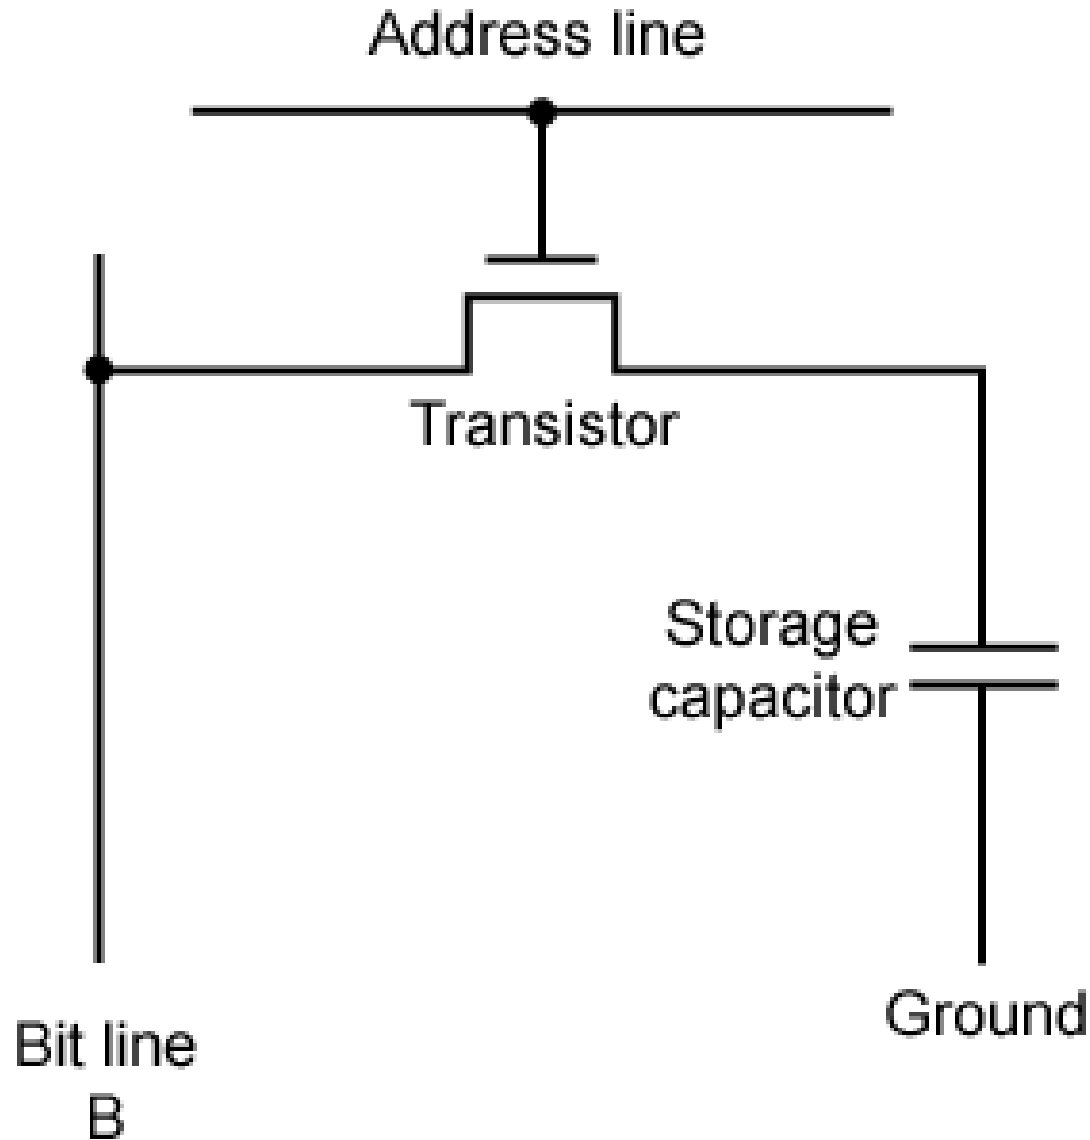 Address line
Transistor
Storage
capacitor
Ground
Bit line
B